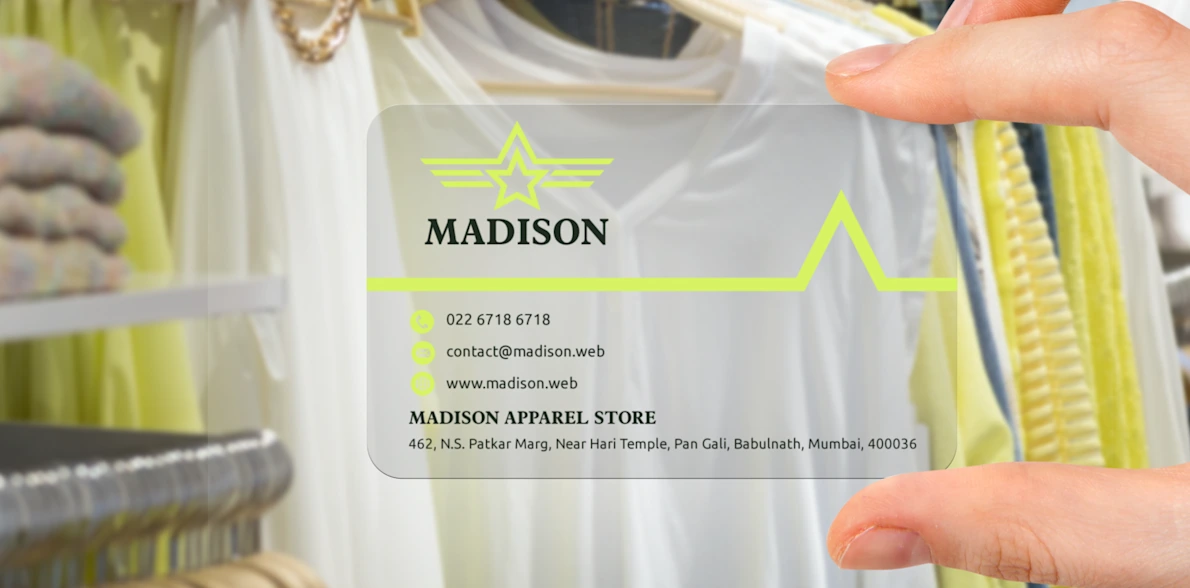 MADISON
022 6718 6718
contact@madison.web
www.madison.web
MADISON APPAREL STORE
462, N.S. Patkar Marg, Near Hari Temple, Pan Gali, Babulnath, Mumbai, 400036